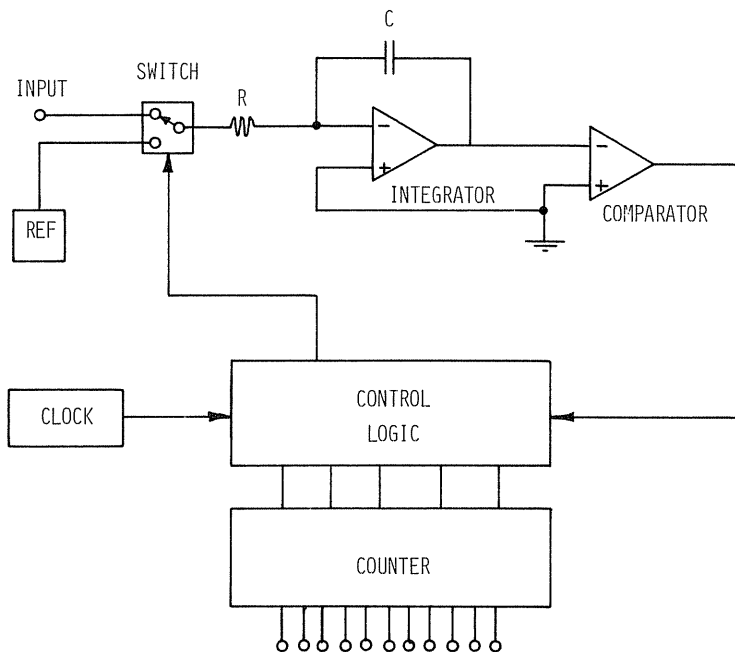 C
SWITCH
INPUT
R
−
+
INTEGRATOR
−
+
COMPARATOR
REF
CLOCK
CONTROL
LOGIC
COUNTER